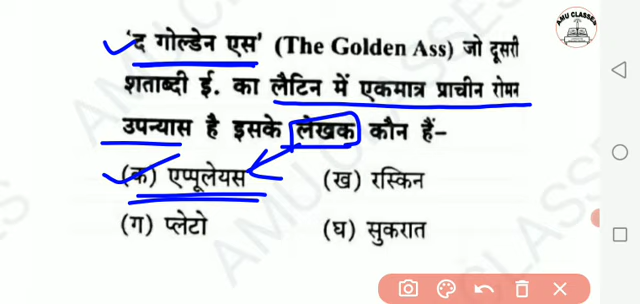 AMU CLASSES
'द गोल्डेन एस' (The Golden Ass) जो दूसरी
शताब्दी ई. का लैटिन में एकमात्र प्राचीन रोमन
उपन्यास है इसके लेखक कौन हैं-
(क) एप्पूलेयस (ख) रस्किन
(ग) प्लेटो (घ) सुकरात